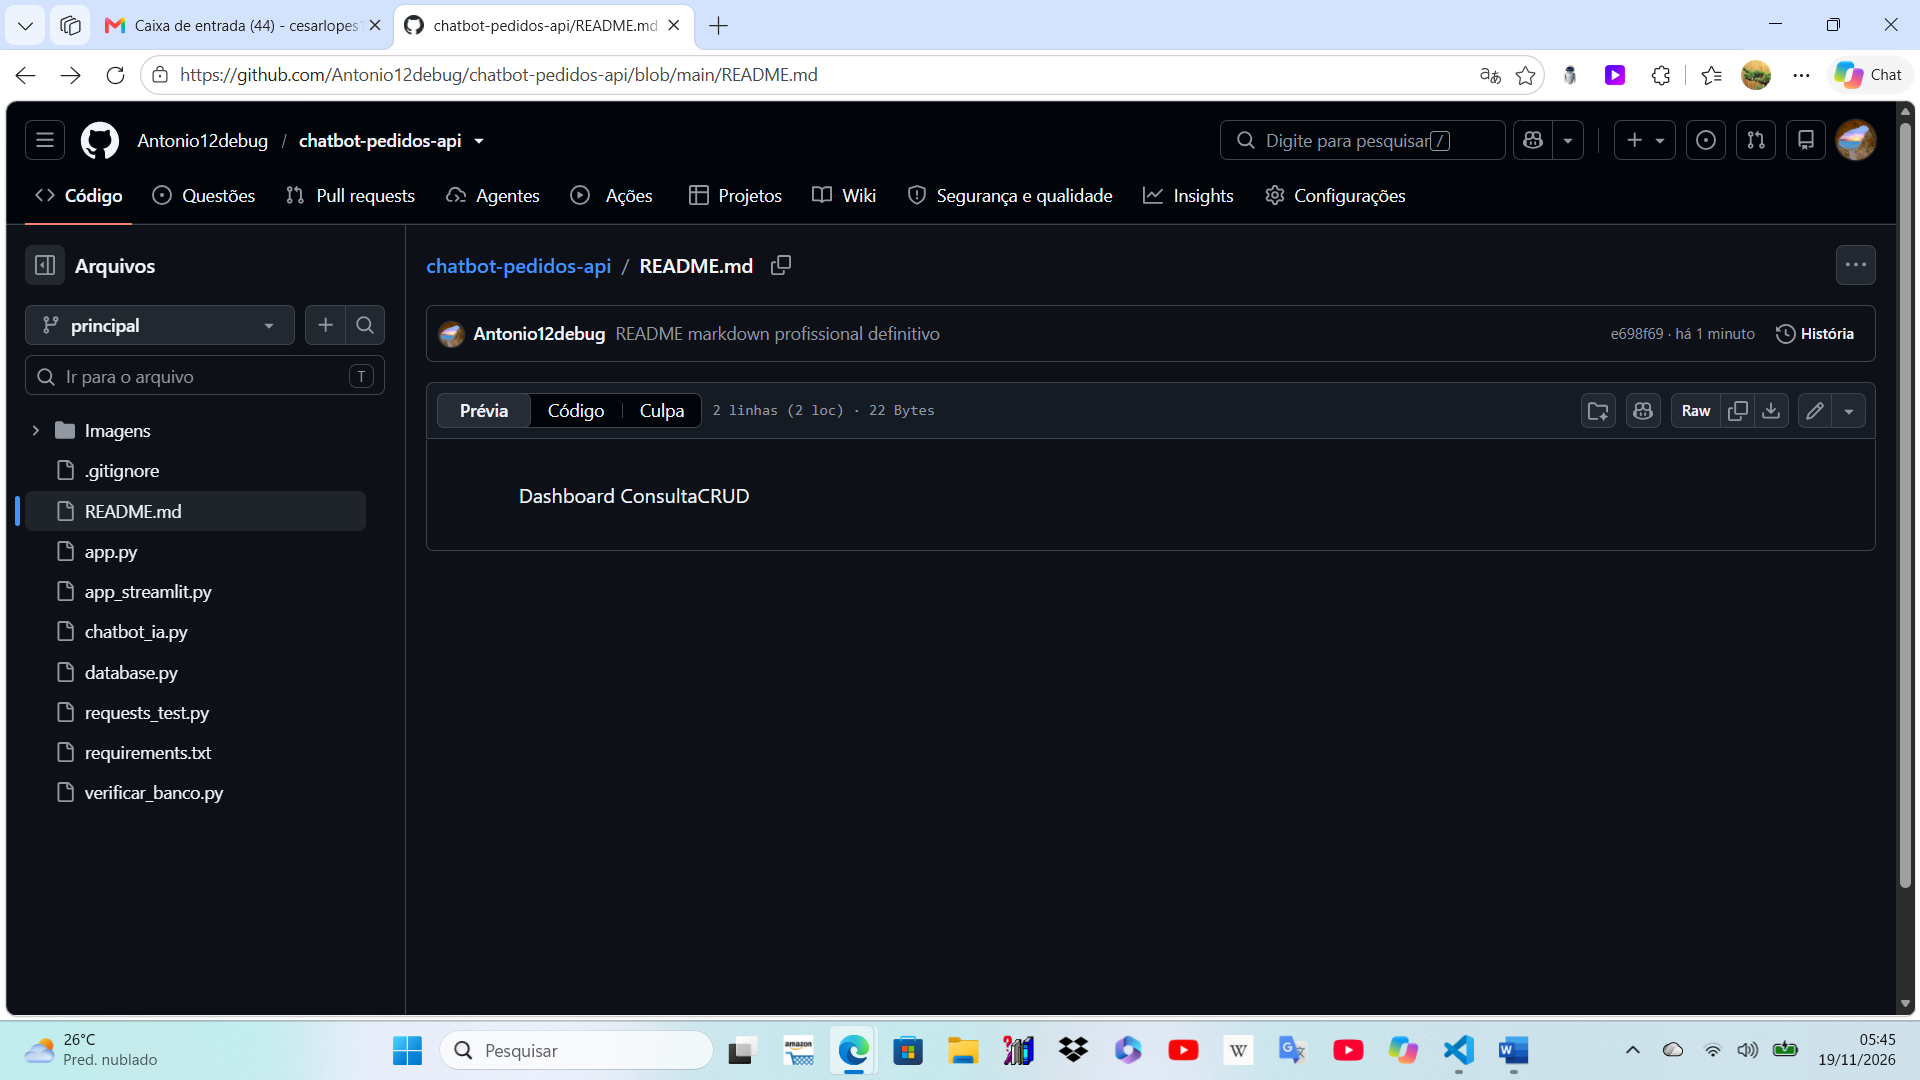 Caixa de entrada (44) - cesarlopes1
chatbot-pedidos-api/README.md
https://github.com/Antonio12debug/chatbot-pedidos-api/blob/main/README.md
Chat
Antonio12debug / chatbot-pedidos-api
Digite para pesquisar /
Código
Questões
Pull requests
Agentes
Ações
Projetos
Wiki
Segurança e qualidade
Insights
Configurações
Arquivos
principal
Ir para o arquivo
T
Imagens
.gitignore
README.md
app.py
app_streamlit.py
chatbot_ia.py
database.py
requests_test.py
requirements.txt
verificar_banco.py
chatbot-pedidos-api / README.md
Antonio12debug README markdown profissional definitivo
e698f69 · há 1 minuto
História
Prévia
Código
Culpa
2 linhas (2 loc) · 22 Bytes
Raw
Dashboard ConsultaCRUD
26°C
Pred. nublado
Pesquisar
amazon
W
05:45
19/11/2026